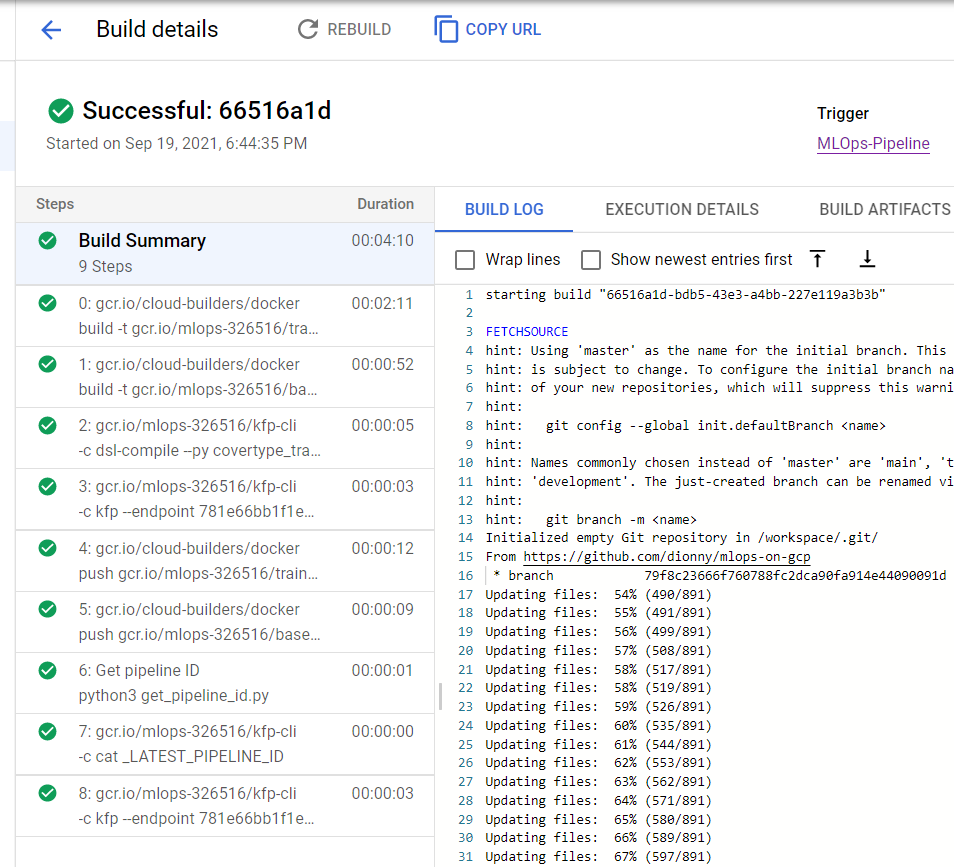 Build details
REBUILD
COPY URL
Successful: 66516a1d
Started on Sep 19, 2021, 6:44:35 PM
Trigger
MLOps-Pipeline
Steps Duration
Build Summary 00:04:10
9 Steps
0: gcr.io/cloud-builders/docker 00:02:11
build -t gcr.io/mlops-326516/tra...
1: gcr.io/cloud-builders/docker 00:00:52
build -t gcr.io/mlops-326516/ba...
2: gcr.io/mlops-326516/kfp-cli 00:00:05
-c dsl-compile --py covertype_tra...
3: gcr.io/mlops-326516/kfp-cli 00:00:03
-c kfp --endpoint 781e66bb1f1e...
4: gcr.io/cloud-builders/docker 00:00:12
push gcr.io/mlops-326516/train...
5: gcr.io/cloud-builders/docker 00:00:09
push gcr.io/mlops-326516/base...
6: Get pipeline ID 00:00:01
python3 get_pipeline_id.py
7: gcr.io/mlops-326516/kfp-cli 00:00:00
-c cat _LATEST_PIPELINE_ID
8: gcr.io/mlops-326516/kfp-cli 00:00:03
-c kfp --endpoint 781e66bb1f1e...
BUILD LOG EXECUTION DETAILS BUILD ARTIFACTS
Wrap lines Show newest entries first
1 starting build "66516a1d-bdb5-43e3-a4bb-227e119a3b3b"
2
3 FETCHSOURCE
4 hint: Using 'master' as the name for the initial branch. This
5 hint: is subject to change. To configure the initial branch na
6 hint: of your new repositories, which will suppress this warni
7 hint:
8 hint: git config --global init.defaultBranch <name>
9 hint:
10 hint: Names commonly chosen instead of 'master' are 'main', 't
11 hint: 'development'. The just-created branch can be renamed vi
12 hint:
13 hint: git branch -m <name>
14 Initialized empty Git repository in /workspace/.git/
15 From https://github.com/dionny/mlops-on-gcp
16 * branch 79f8c23666f760788fc2dca90fa914e44090091d
17 Updating files: 54% (490/891)
18 Updating files: 55% (491/891)
19 Updating files: 56% (499/891)
20 Updating files: 57% (508/891)
21 Updating files: 58% (517/891)
22 Updating files: 58% (519/891)
23 Updating files: 59% (526/891)
24 Updating files: 60% (535/891)
25 Updating files: 61% (544/891)
26 Updating files: 62% (553/891)
27 Updating files: 63% (562/891)
28 Updating files: 64% (571/891)
29 Updating files: 65% (580/891)
30 Updating files: 66% (589/891)
31 Updating files: 67% (597/891)